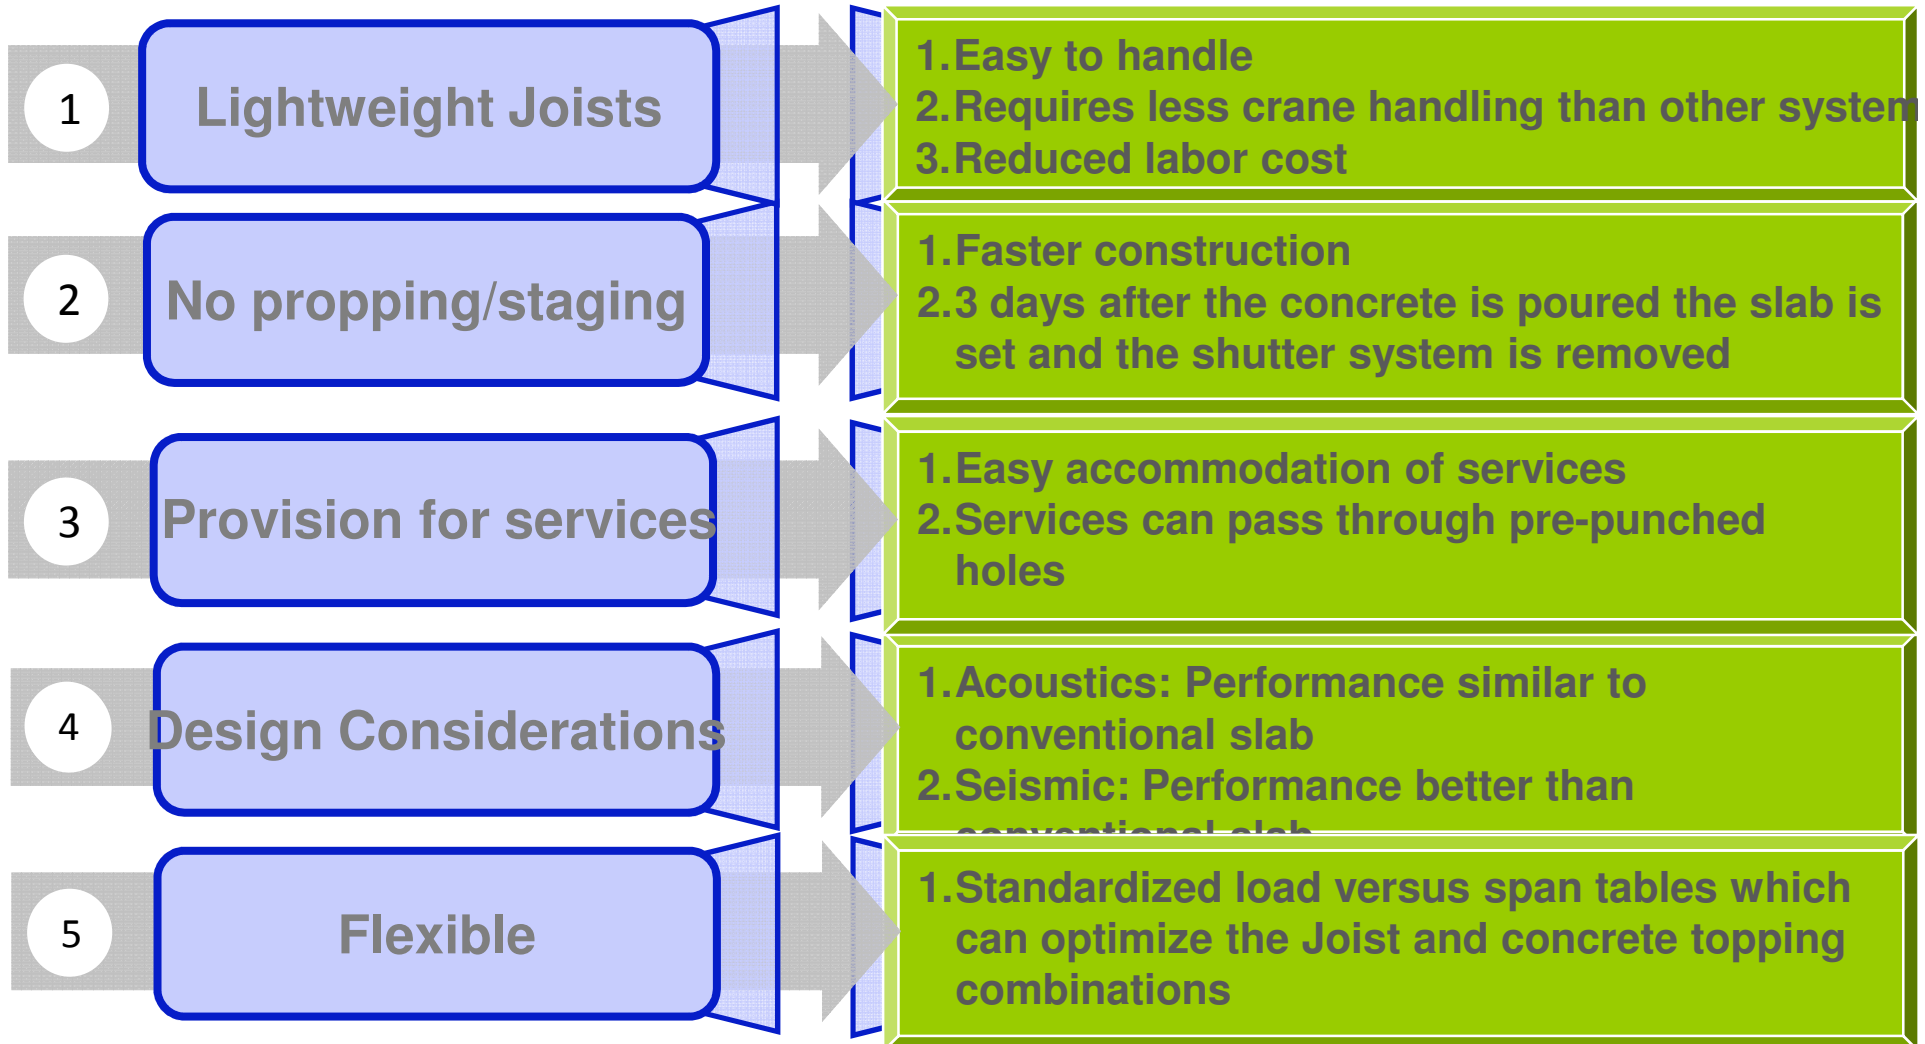 1
Lightweight Joists
1.Easy to handle
2.Requires less crane handling than other system
3.Reduced labor cost
2
No propping/staging
1.Faster construction
2.3 days after the concrete is poured the slab is
set and the shutter system is removed
3
Provision for services
1.Easy accommodation of services
2.Services can pass through pre-punched
holes
4
Design Considerations
1.Acoustics: Performance similar to
conventional slab
2.Seismic: Performance better than
conventional slab
5
Flexible
1.Standardized load versus span tables which
can optimize the Joist and concrete topping
combinations